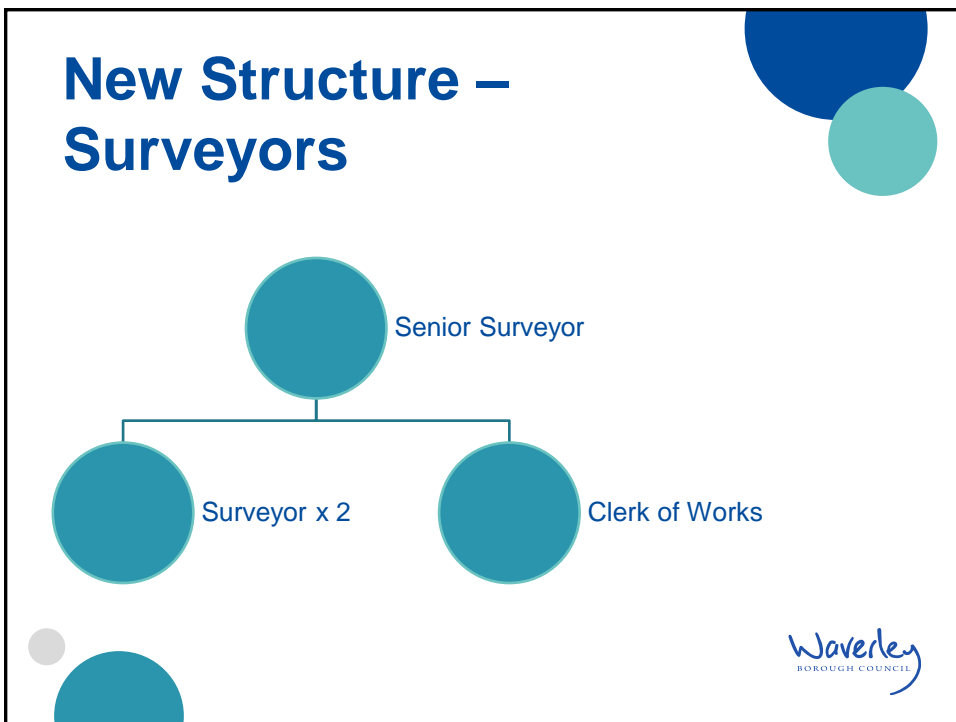 New Structure –
Surveyors
Senior Surveyor
Surveyor x 2
Clerk of Works
Waverley
BOROUGH COUNCIL